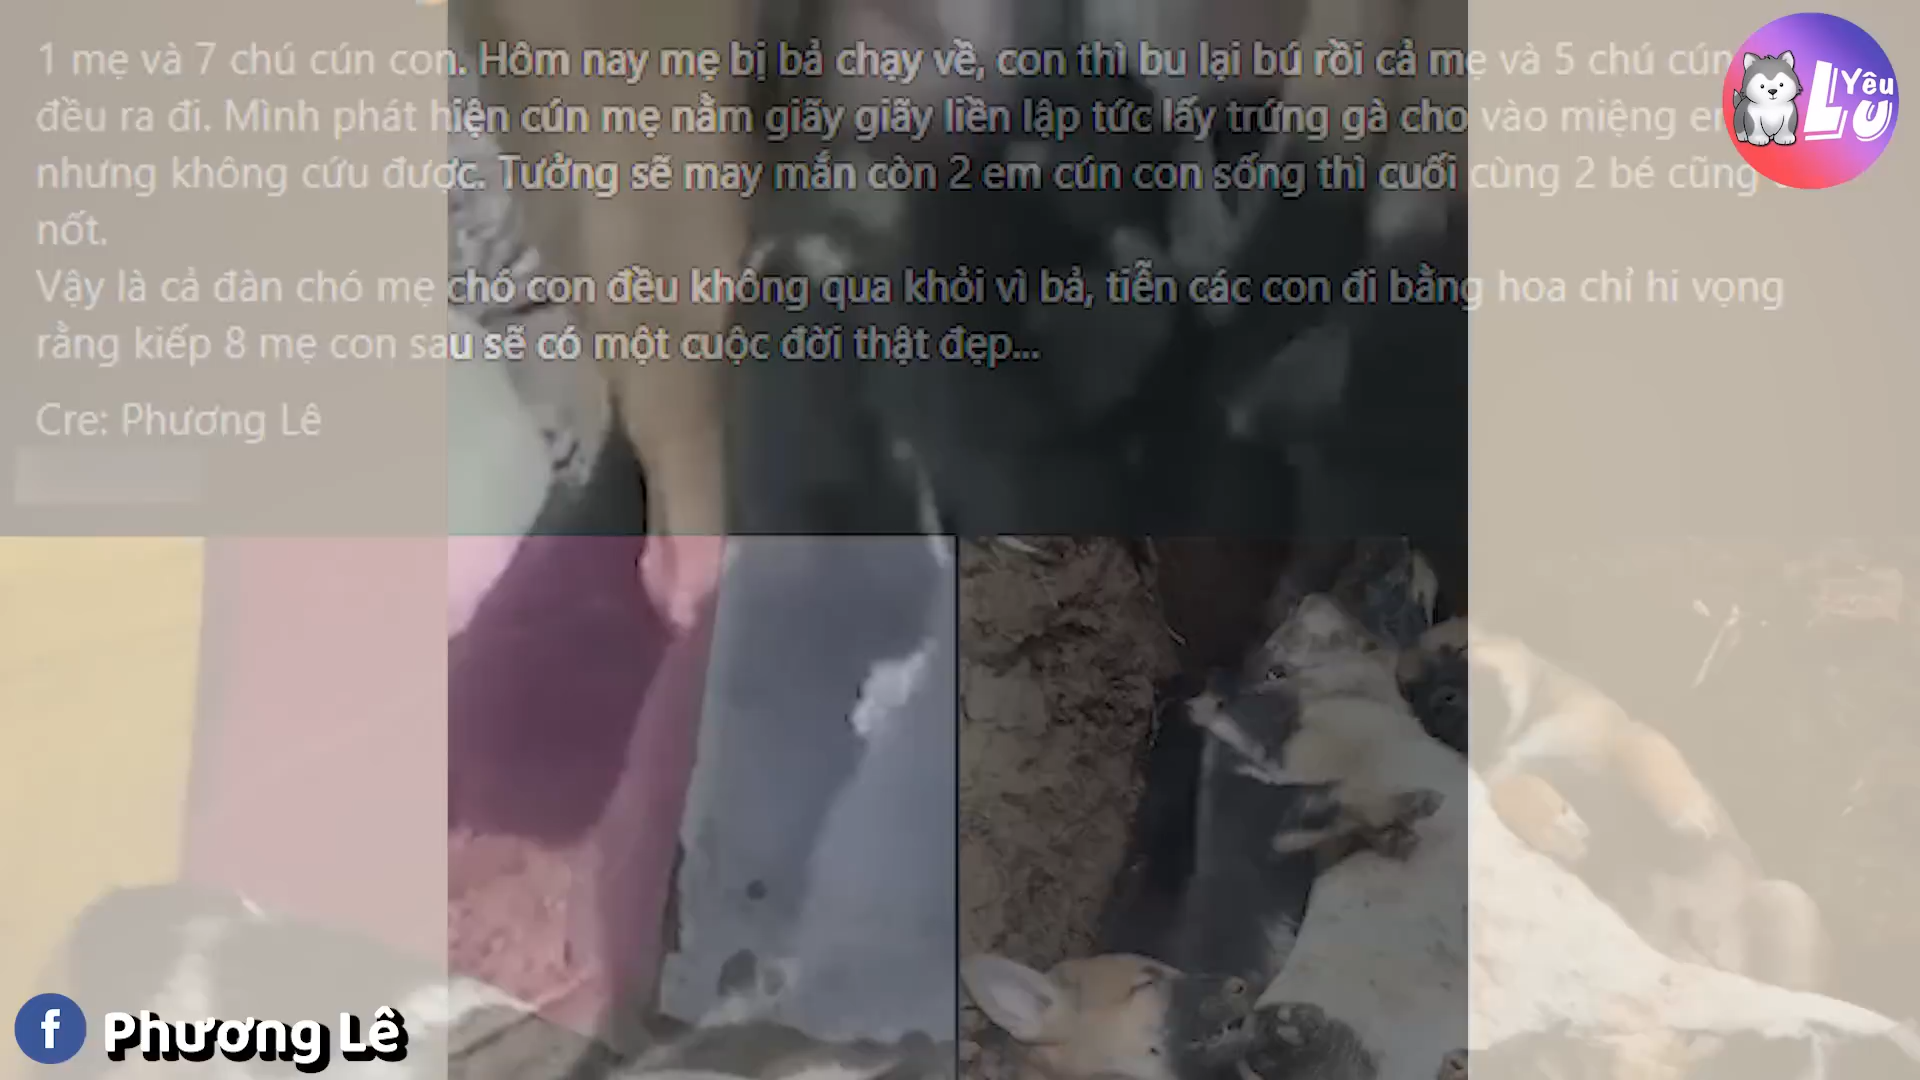 1 mẹ và 7 chú cún con. Hôm nay mẹ bị bả chạy về, con thì bu lại bú rồi cả mẹ và 5 chú cún
đều ra đi. Mình phát hiện cún mẹ nằm giãy giãy liền lập tức lấy trứng gà cho vào miệng
nhưng không cứu được. Tưởng sẽ may mắn còn 2 em cún con sống thì cuối cùng 2 bé cũng
nốt.
Vậy là cả đàn chó mẹ chó con đều không qua khỏi vì bả, tiễn các con đi bằng hoa chỉ hi vọng
rằng kiếp 8 mẹ con sau sẽ có một cuộc đời thật đẹp...
Cre: Phương Lê
Yêu
Lu
f Phương Lê